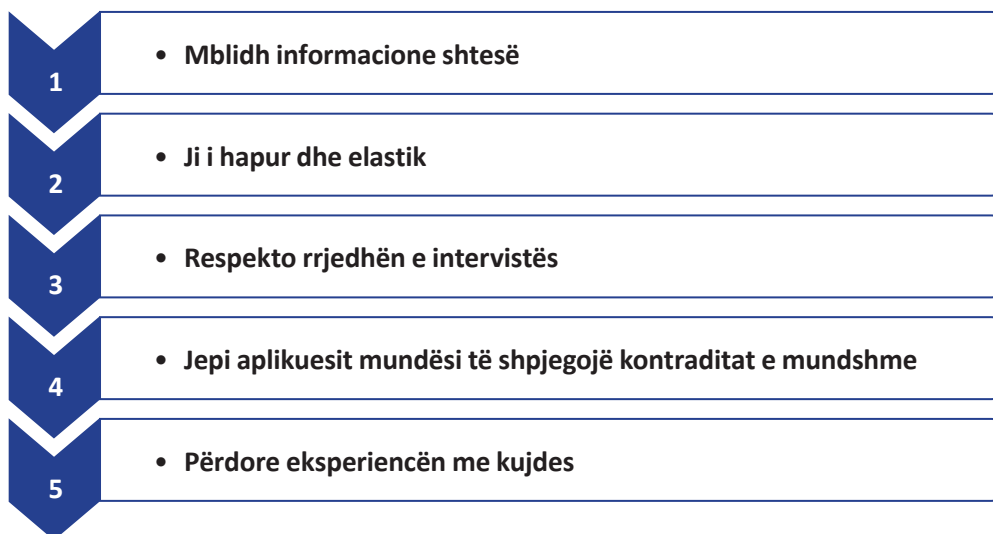 1
• Mblidh informacione shtesë
2
• Ji i hapur dhe elastik
3
• Respekto rrjedhën e intervistës
4
• Jepi aplikuesit mundësi të shpjegojë kontraditat e mundshme
5
• Përdore eksperiencën me kujdes